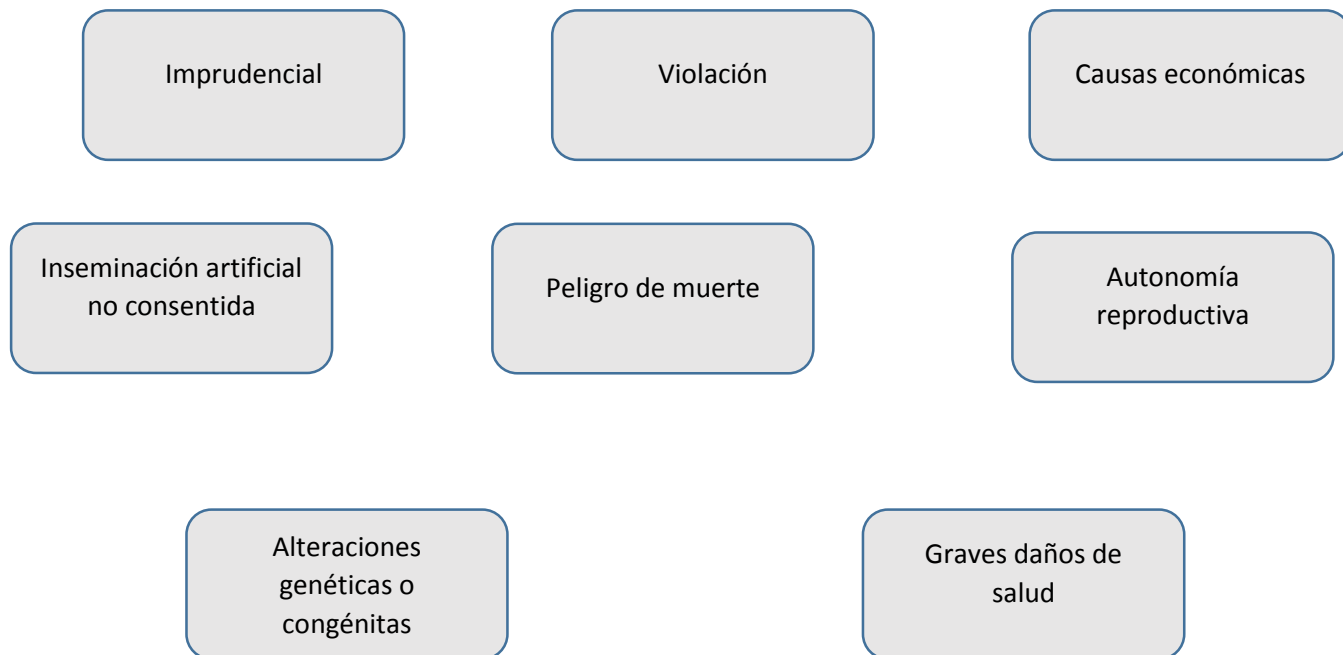 Imprudencial
Violación
Causas económicas
Inseminación artificial
no consentida
Peligro de muerte
Autonomía
reproductiva
Alteraciones
genéticas o
congénitas
Graves daños de
salud